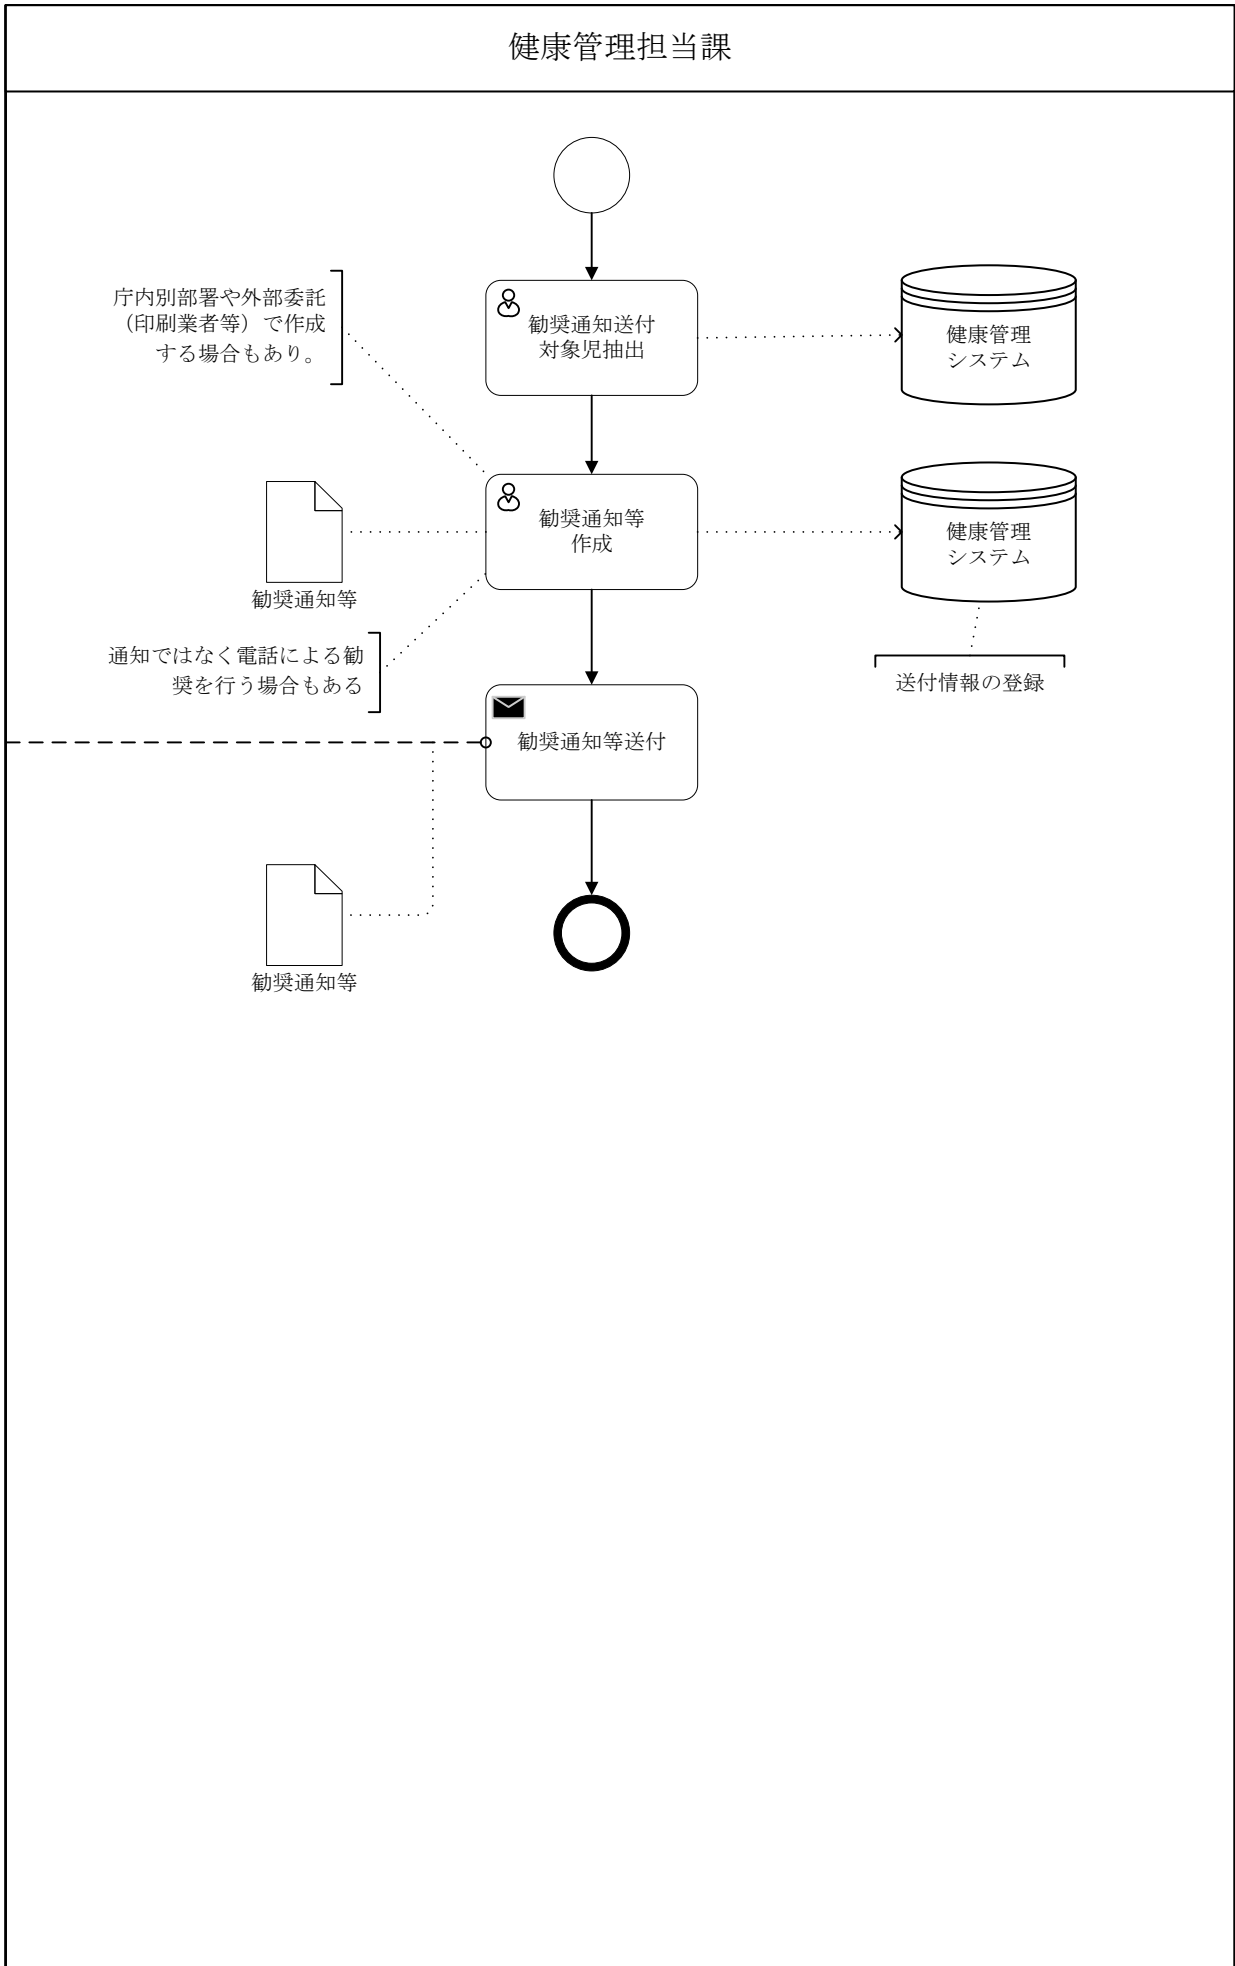 健康管理担当課
庁内別部署や外部委託
（印刷業者等）で作成
する場合もあり。
勧奨通知送付
対象児抽出
健康管理
システム
勧奨通知等
勧奨通知等
作成
健康管理
システム
通知ではなく電話による勧
奨を行う場合もある
送付情報の登録
勧奨通知等送付
勧奨通知等